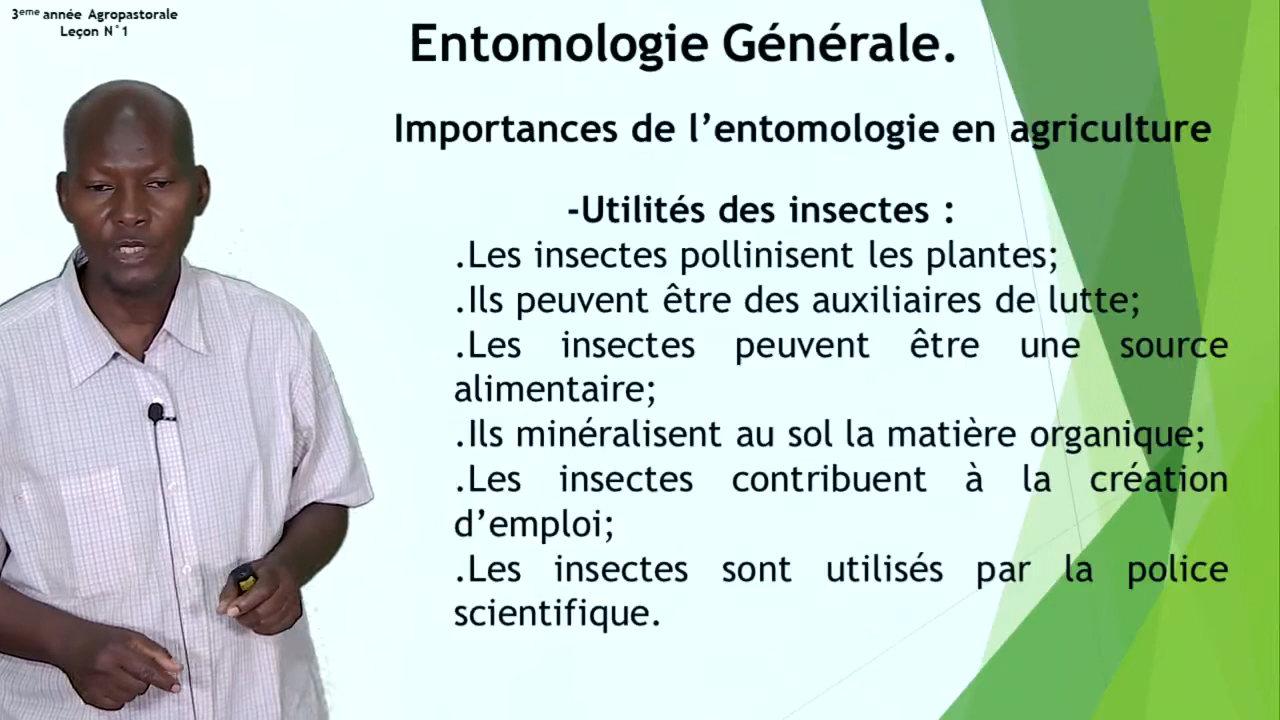 3eme année Agropastorale
Leçon N°1
Entomologie Générale.
Importances de l’entomologie en agriculture
-Utilités des insectes :
.Les insectes pollinisent les plantes;
.Ils peuvent être des auxiliaires de lutte;
.Les insectes peuvent être une source
alimentaire;
.Ils minéralisent au sol la matière organique;
.Les insectes contribuent à la création
d’emploi;
.Les insectes sont utilisés par la police
scientifique.